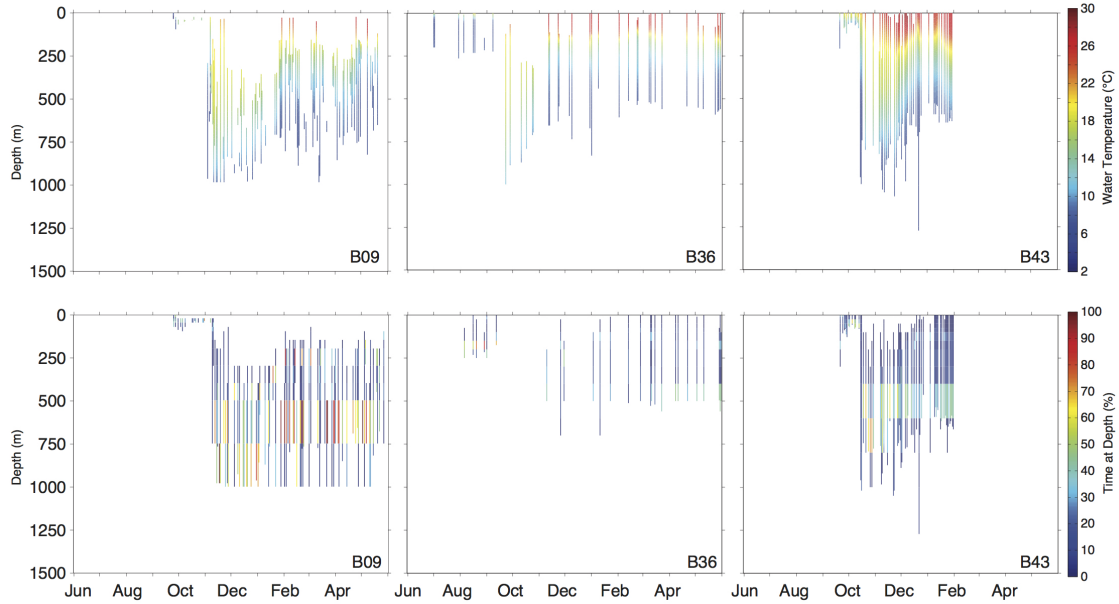 0
250
500
750
1000
1250
1500
Depth (m)
B09
B36
B43
30
26
22
18
14
10
6
2
Water Temperature (°C)
0
250
500
750
1000
1250
1500
Depth (m)
B09
B36
B43
100
90
80
70
60
50
40
30
20
10
0
Time at Depth (%)
Jun Aug Oct Dec Feb Apr
Jun Aug Oct Dec Feb Apr
Jun Aug Oct Dec Feb Apr